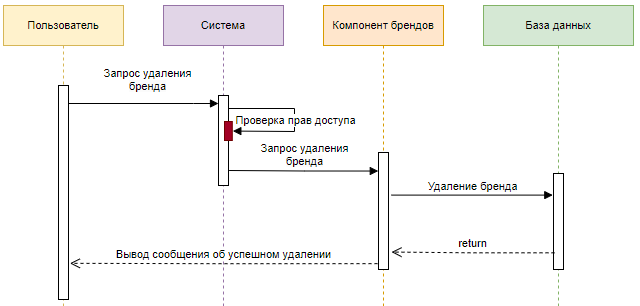 Пользователь
Система
Компонент брендов
База данных
Запрос удаления
бренда
Проверка прав доступа
Запрос удаления
бренда
Удаление бренда
return
Вывод сообщения об успешном удалении